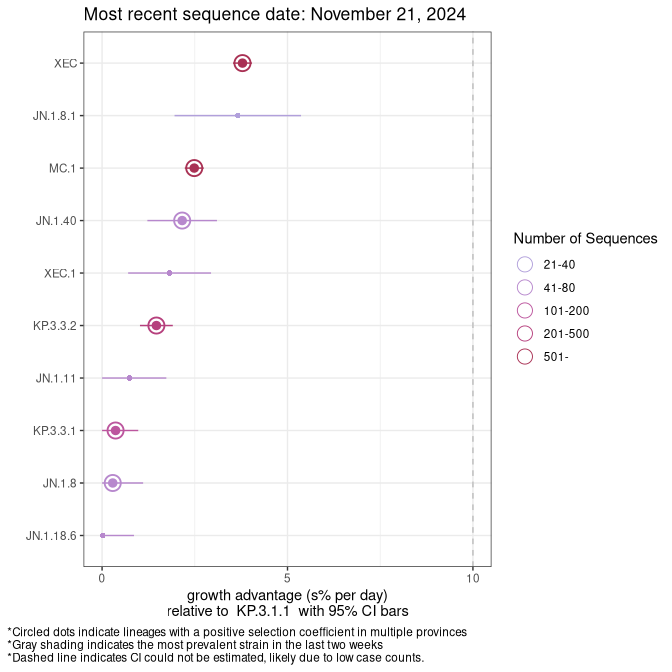 Most recent sequence date: November 21, 2024
XEC
JN.1.8.1
MC.1
JN.1.40
XEC.1
KP.3.3.2
JN.1.11
KP.3.3.1
JN.1.8
JN.1.18.6
0 5 10
growth advantage (s% per day)
relative to KP.3.1.1 with 95% CI bars
Number of Sequences
21-40
41-80
101-200
201-500
501-
*Circled dots indicate lineages with a positive selection coefficient in multiple provinces
*Gray shading indicates the most prevalent strain in the last two weeks
*Dashed line indicates CI could not be estimated, likely due to low case counts.